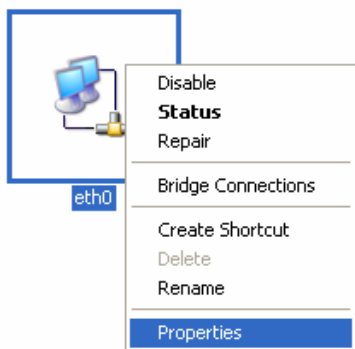 Disable
Status
Repair
Bridge Connections
Create Shortcut
Delete
Rename
Properties
eth0